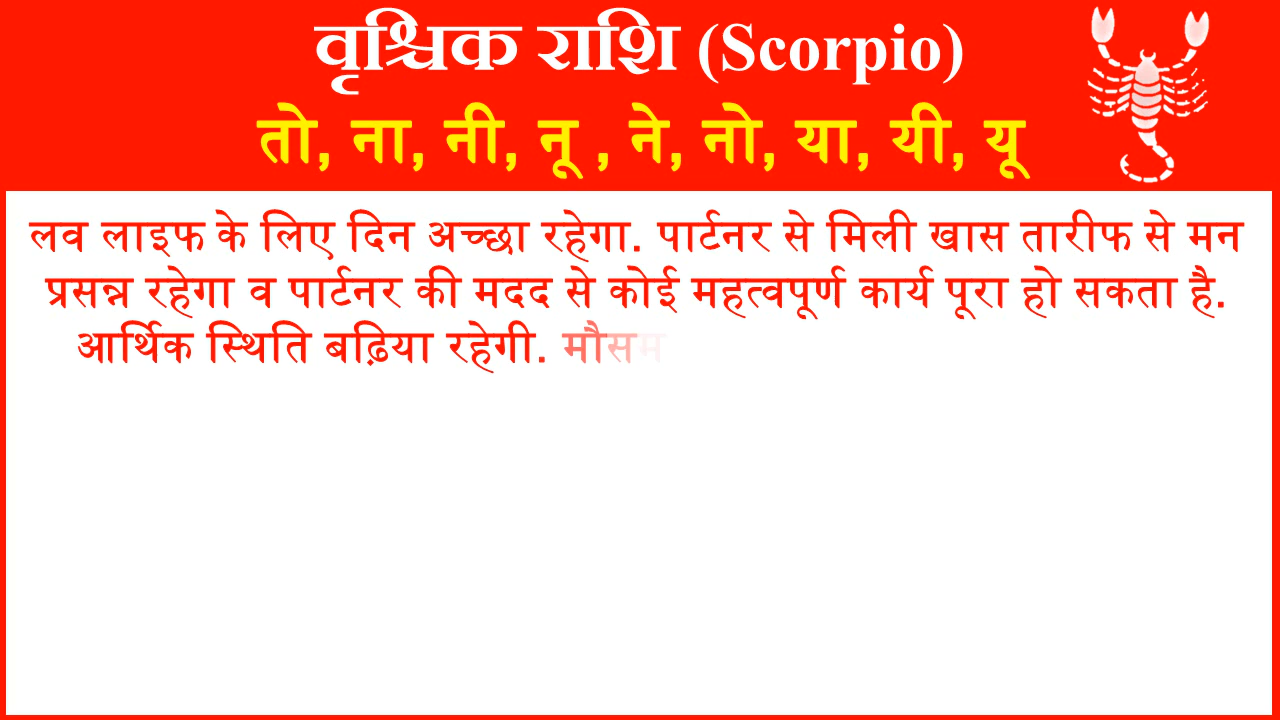 वृश्चिक राशि (Scorpio)
तो, ना, नी, नू , ने, नो, या, यी, यू
लव लाइफ के लिए दिन अच्छा रहेगा. पार्टनर से मिली खास तारीफ से मन
प्रसन्न रहेगा व पार्टनर की मदद से कोई महत्वपूर्ण कार्य पूरा हो सकता है.
आर्थिक स्थिति बढ़िया रहेगी. मौसम